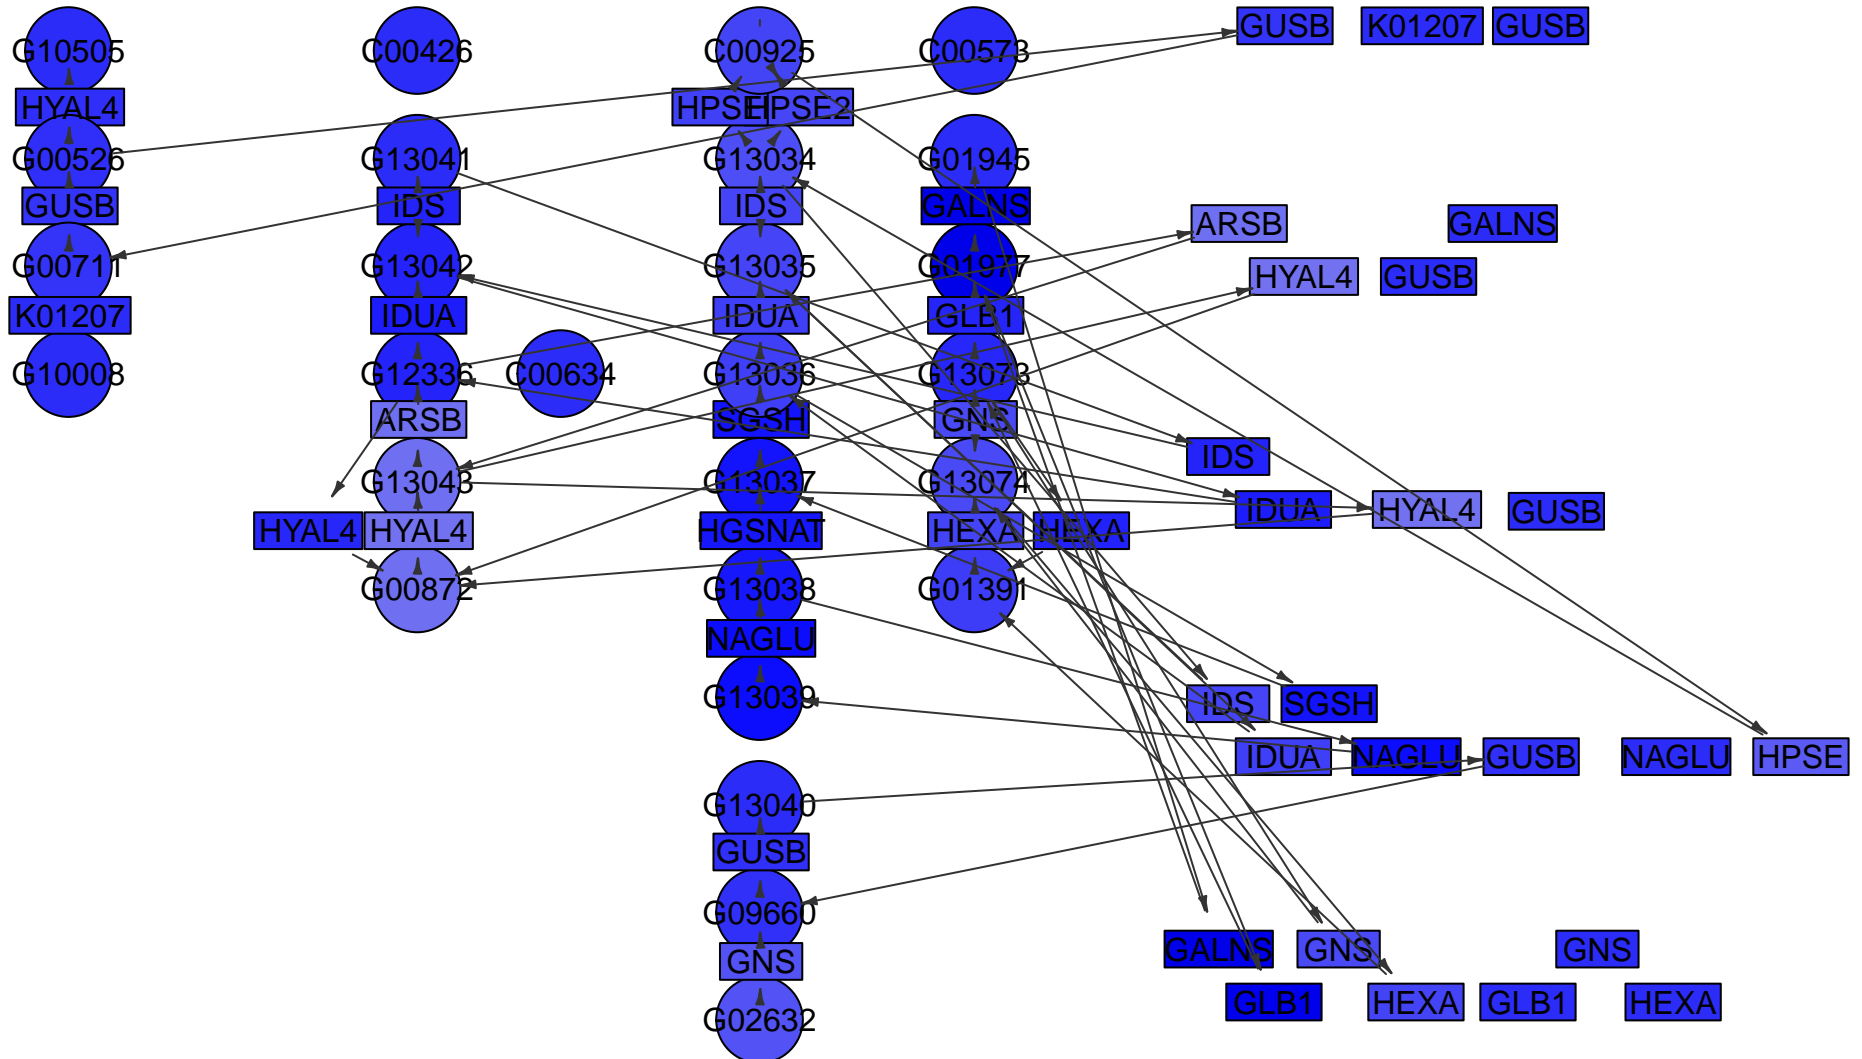 G10505
C00426
C00925
C00573
GUSB
K01207
GUSB
HYAL4
HPSE
HPSE2
G00526
G13041
G13034
G01945
GUSB
IDS
IDS
GALNS
ARSB
GALNS
G00711
G13042
G13035
G01977
HYAL4
GUSB
K01207
IDUA
IDUA
GLB1
G10008
G12336
C00634
G13036
G13073
ARSB
SGSH
GNS
IDS
G13043
G13037
G13074
IDUA
HYAL4
GUSB
HYAL4
HYAL4
HGSNAT
HEXA
HEXA
G00872
G13038
G01391
NAGLU
G13039
IDS
SGSH
IDUA
NAGLU
GUSB
NAGLU
HPSE
G13040
GUSB
G09660
GALNS
GNS
GNS
GNS
GLB1
HEXA
GLB1
HEXA
G02632